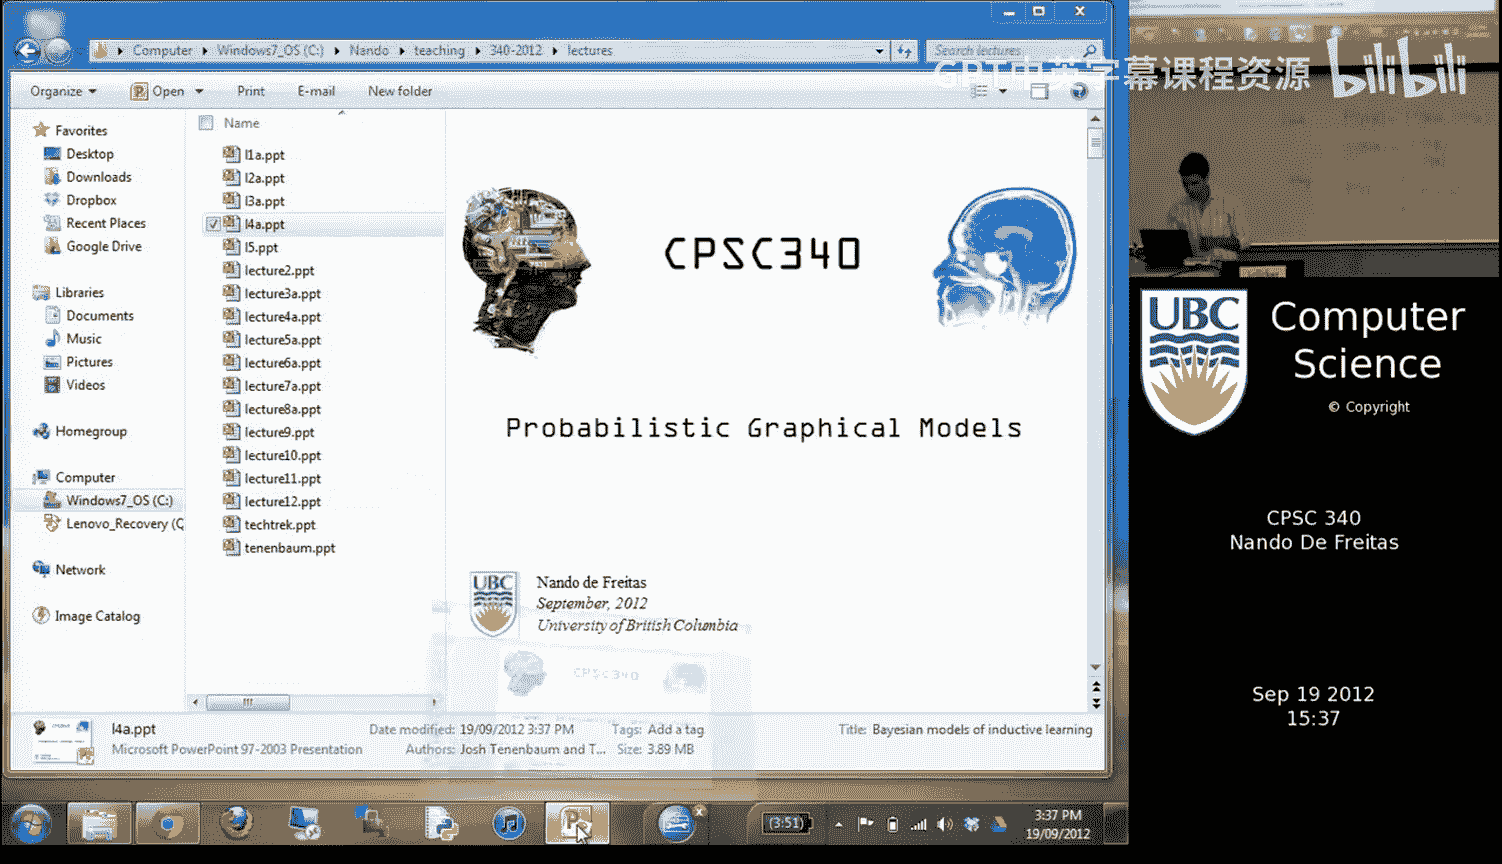 Computer
Windows7_OS (C:)
Nando
teaching
340-2012
lectures
Search lectures
GPT中英字幕课程资源
bilibili
Organize
Open
Print
E-mail
New folder
Favorites
Desktop
Downloads
Dropbox
Recent Places
Google Drive
Libraries
Documents
Music
Pictures
Videos
Homegroup
Computer
Windows7_OS (C:)
Lenovo_Recovery (Q
Network
Image Catalog
Name
l1a.ppt
l2a.ppt
l3a.ppt
l4a.ppt
l5.ppt
lecture2.ppt
lecture3a.ppt
lecture4a.ppt
lecture5a.ppt
lecture6a.ppt
lecture7a.ppt
lecture8a.ppt
lecture9.ppt
lecture10.ppt
lecture11.ppt
lecture12.ppt
techtrek.ppt
tenenbaum.ppt
CPSC340
Probabilistic Graphical Models
UBC
Nando de Freitas
September, 2012
University of British Columbia
CPSC340
l4a.ppt
Microsoft PowerPoint 97-2003 Presentation
Date modified: 19/09/2012 3:37 PM
Authors: Josh Tenenbaum and T...
Tags: Add a tag
Size: 3.89 MB
Title: Bayesian models of inductive learning
(3:51)
3:37 PM
19/09/2012
UBC
Computer
Science
© Copyright
CPSC 340
Nando De Freitas
Sep 19 2012
15:37